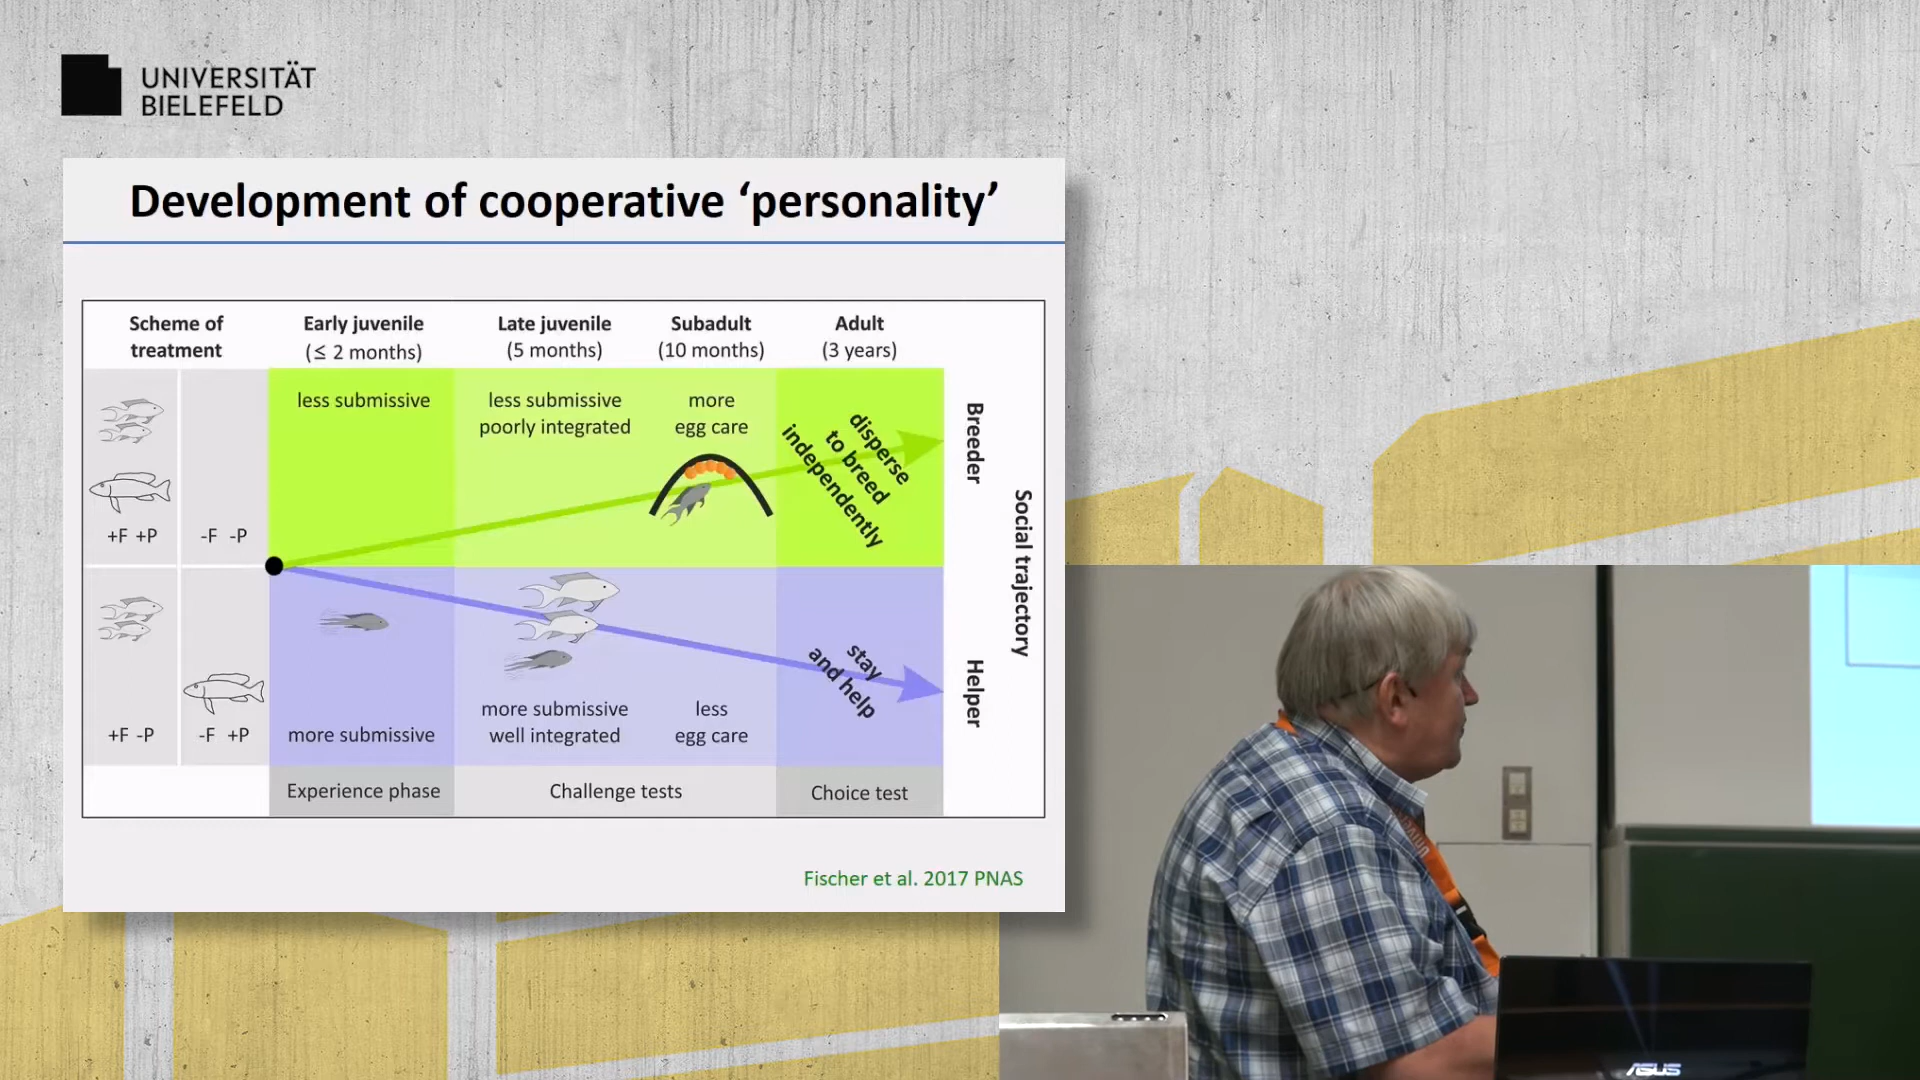 UNIVERSITÄT
BIELEFELD
Development of cooperative ‘personality’
Scheme of
treatment
Early juvenile
(≤ 2 months)
Late juvenile
(5 months)
Subadult
(10 months)
Adult
(3 years)
less submissive
less submissive
poorly integrated
more
egg care
disperse
to breed
independently
Breeder
+F +P
-F -P
Social trajectory
stay
and help
Helper
+F -P
-F +P
more submissive
more submissive
well integrated
less
egg care
Experience phase
Challenge tests
Choice test
Fischer et al. 2017 PNAS
ASUS